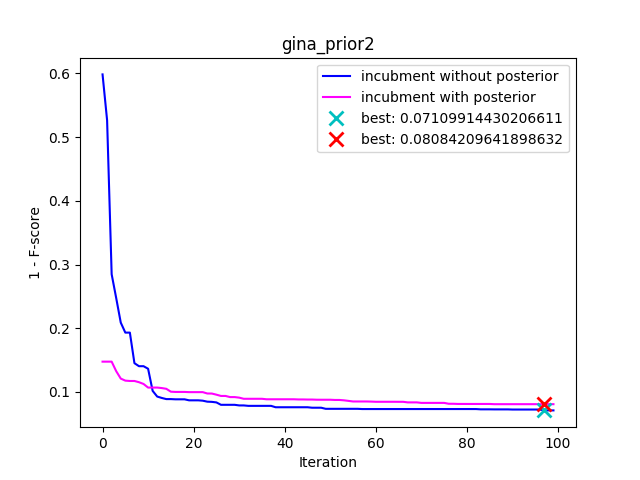 gina_prior2
incubment without posterior
incubment with posterior
best: 0.07109914430206611
best: 0.08084209641898632
1 - F-score
0.6
0.5
0.4
0.3
0.2
0.1
0 20 40 60 80 100
Iteration